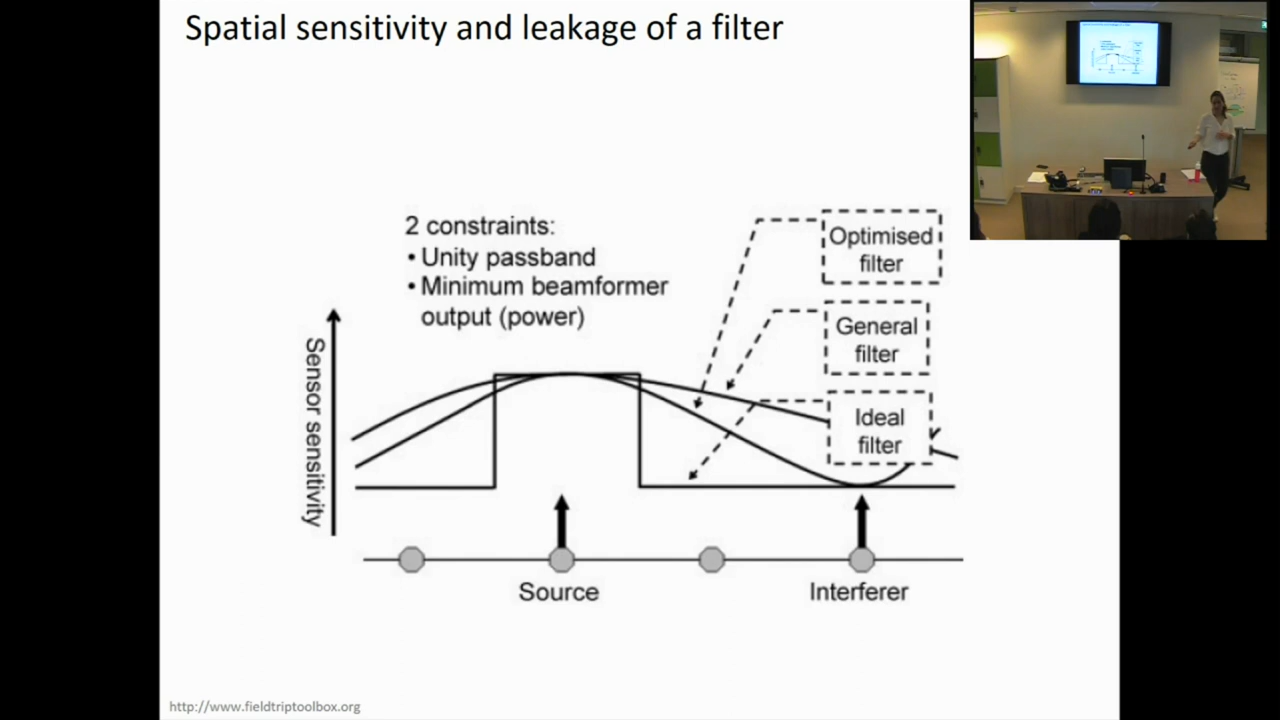 Spatial sensitivity and leakage of a filter
2 constraints:
• Unity passband
• Minimum beamformer
output (power)
Optimised
filter
General
filter
Ideal
filter
Sensor sensitivity
Source
Interferer
http://www.fieldtriptoolbox.org